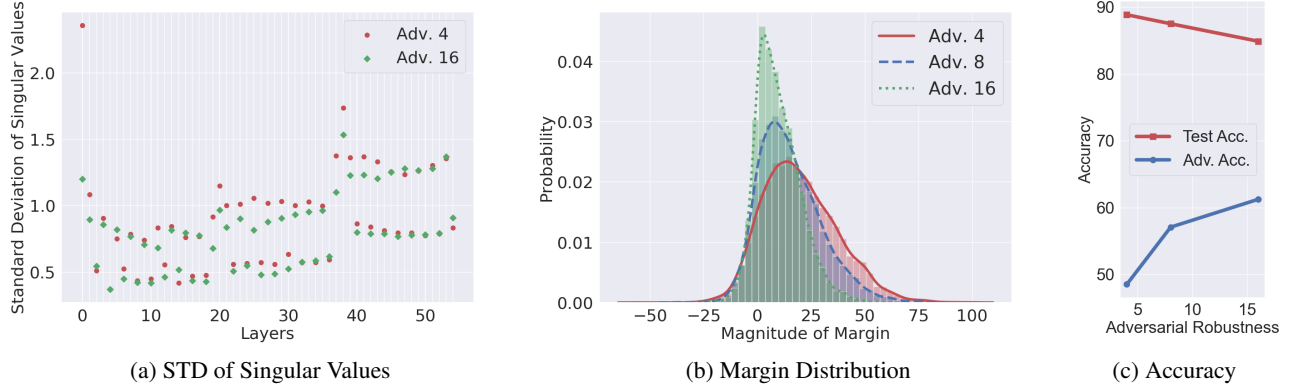 Standard Deviation of Singular Values
2.0
1.5
1.0
0.5
Adv. 4
Adv. 16
0 10 20 30 40 50
Layers
(a) STD of Singular Values
Probability
0.04
0.03
0.02
0.01
0.00
Adv. 4
Adv. 8
Adv. 16
−50 −25 0 25 50 75 100
Magnitude of Margin
(b) Margin Distribution
Accuracy
90
80
70
60
50
Test Acc.
Adv. Acc.
5 10 15
Adversarial Robustness
(c) Accuracy